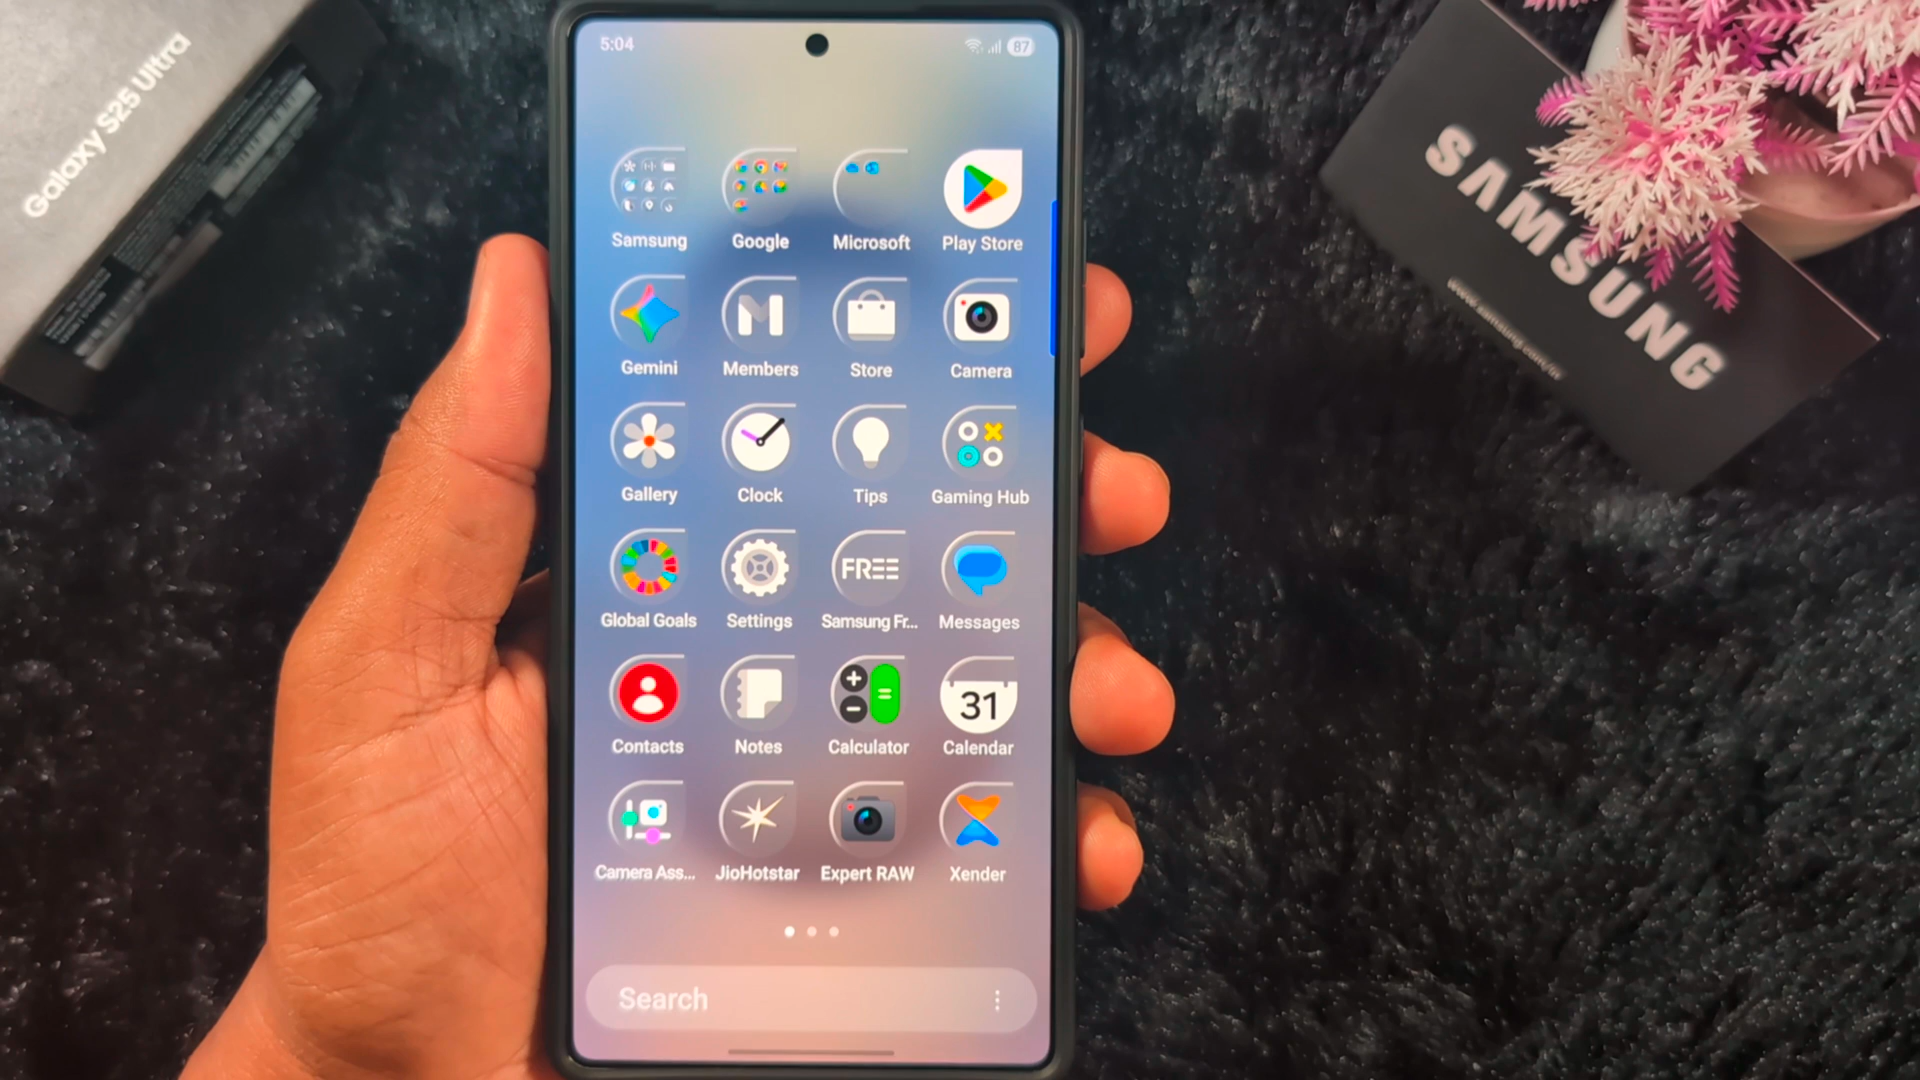 Galaxy S25 Ultra
5:04
87
Samsung
Google
Microsoft
Play Store
Gemini
Members
Store
Camera
Gallery
Clock
Tips
Gaming Hub
FREE
Global Goals
Settings
Samsung Fr...
Messages
31
Contacts
Notes
Calculator
Calendar
Camera Ass...
JioHotstar
Expert RAW
Xender
Search
SAMSUNG